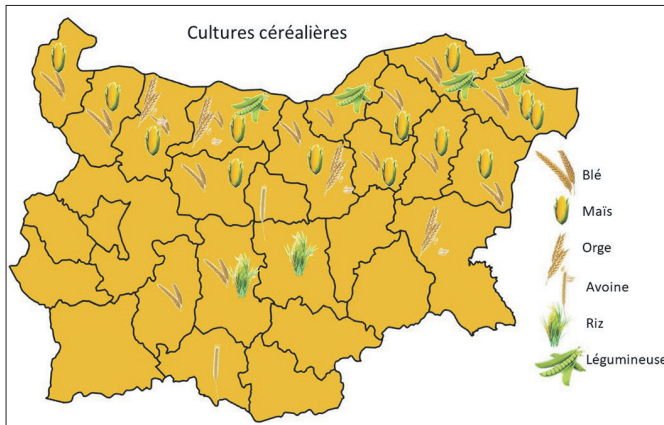 Cultures céréalières
Blé
Maïs
Orge
Avoine
Riz
Légumineuse